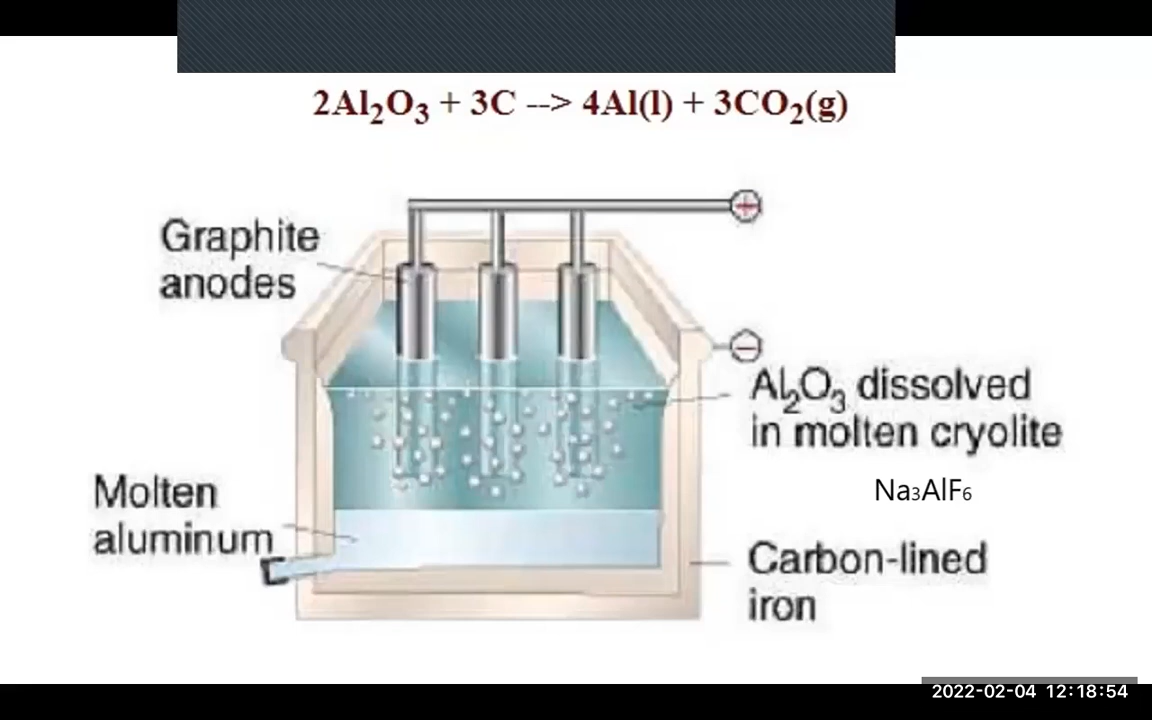 2Al₂O₃ + 3C --> 4Al(l) + 3CO₂(g)
+
Graphite
anodes
−
Al₂O₃ dissolved
in molten cryolite
Na₃AlF₆
Molten
aluminum
Carbon-lined
iron
2022-02-04 12:18:54